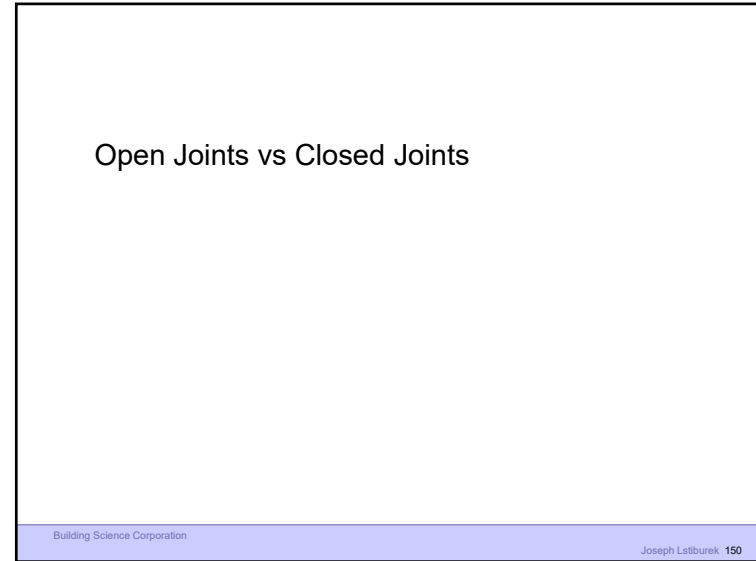 Open Joints vs Closed Joints
Building Science Corporation
Joseph Lstiburek 150